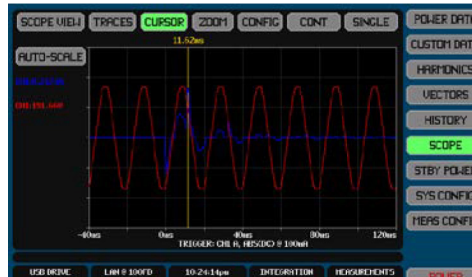 SCOPE VIEW TRACES CURSOR ZOOM CONFIG CONT SINGLE
POWER DATA
CUSTOM DATA
HARMONICS
VECTORS
HISTORY
SCOPE
STBY POWER
SYS CONFIG
MEAS CONFIG
11.62ms
AUTO-SCALE
-40ms 0ms 40ms 80ms 120ms
TRIGGER: CH1 A, ABS(DC) @ 100mA
USB DRIVE LAN @ 100FD 10:24:14pm INTEGRATION MEASUREMENTS
POWER